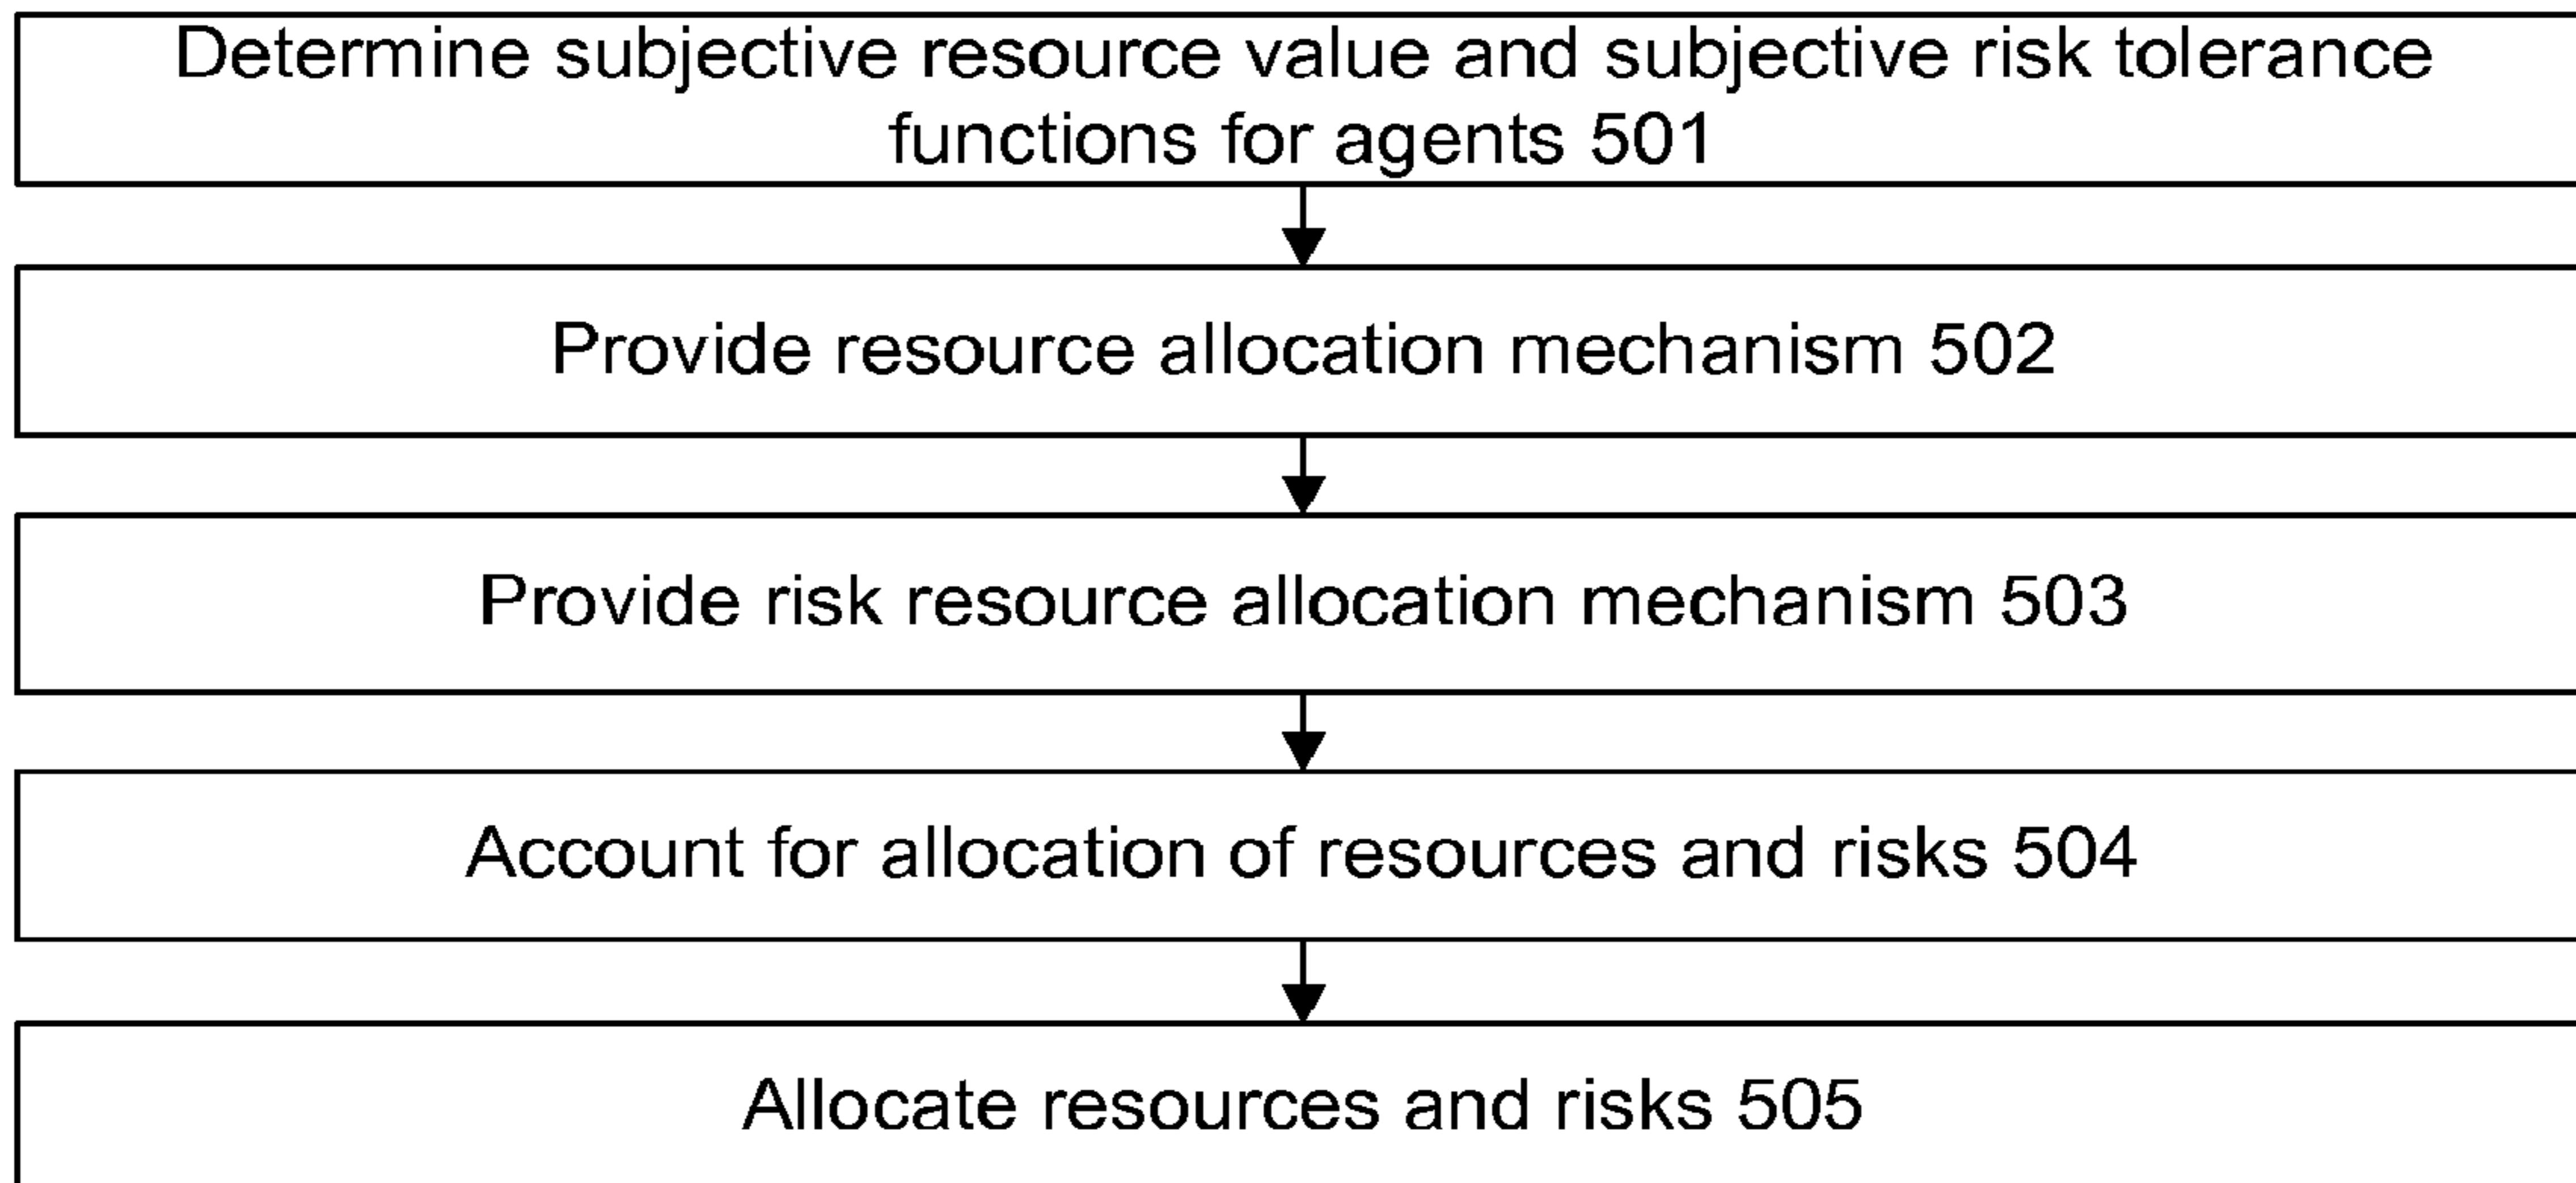 Determine subjective resource value and subjective risk tolerance
functions for agents 501
Provide resource allocation mechanism 502
Provide risk resource allocation mechanism 503
Account for allocation of resources and risks 504
Allocate resources and risks 505